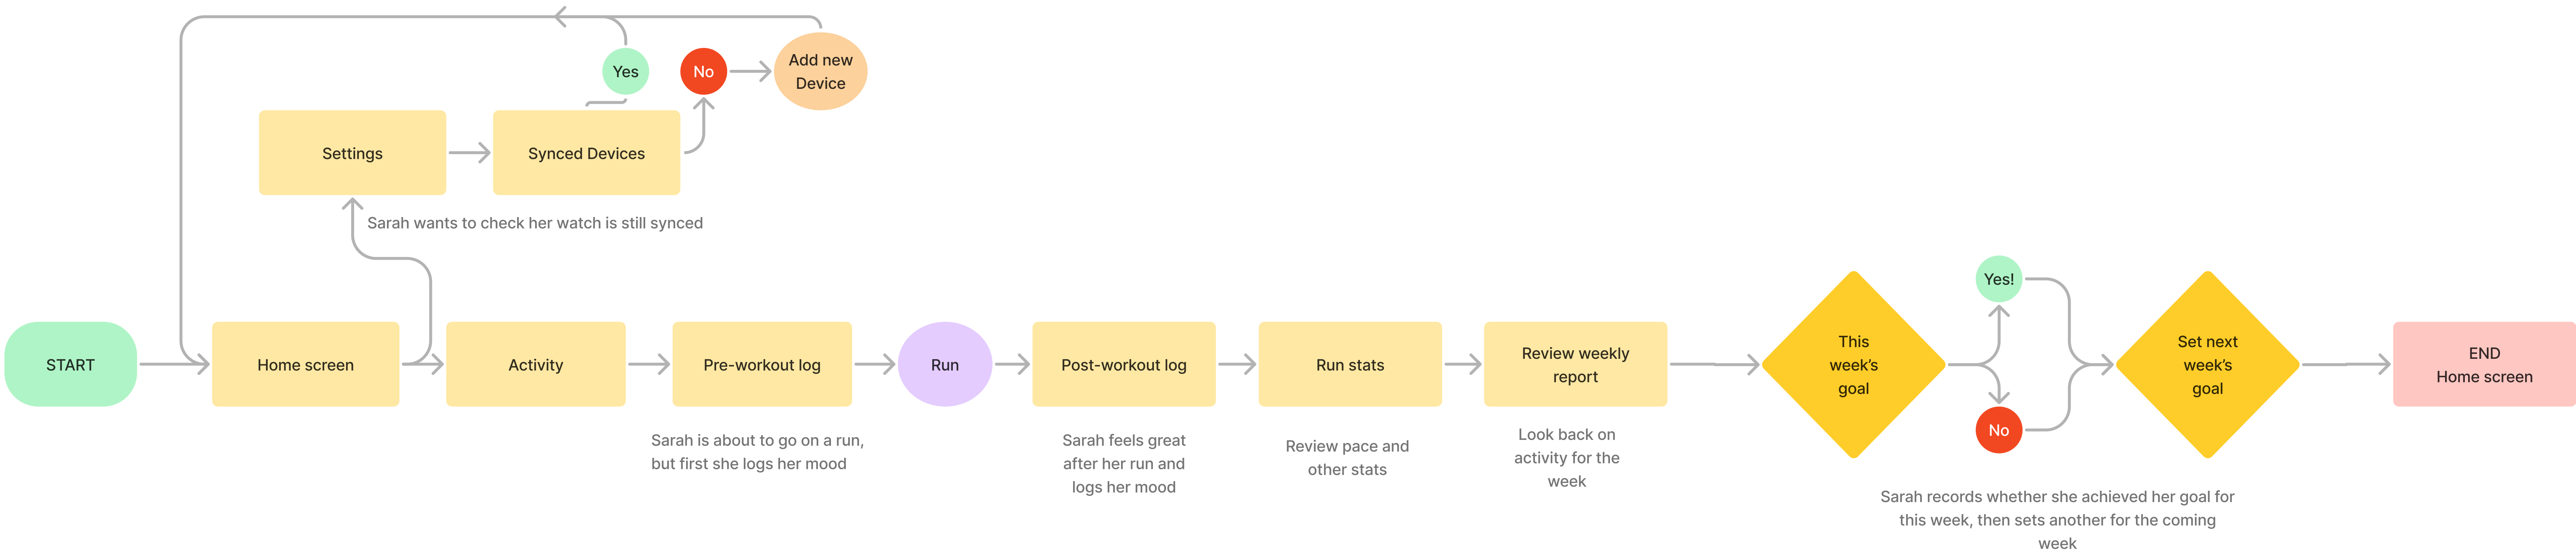 Yes
No
Add new
Device
Settings
Synced Devices
Sarah wants to check her watch is still synced
START
Home screen
Activity
Pre-workout log
Sarah is about to go on a run,
but first she logs her mood
Run
Post-workout log
Sarah feels great
after her run and
logs her mood
Run stats
Review pace and
other stats
Review weekly
report
Look back on
activity for the
week
This
week’s
goal
Yes!
No
Set next
week’s
goal
Sarah records whether she achieved her goal for
this week, then sets another for the coming
week
END
Home screen